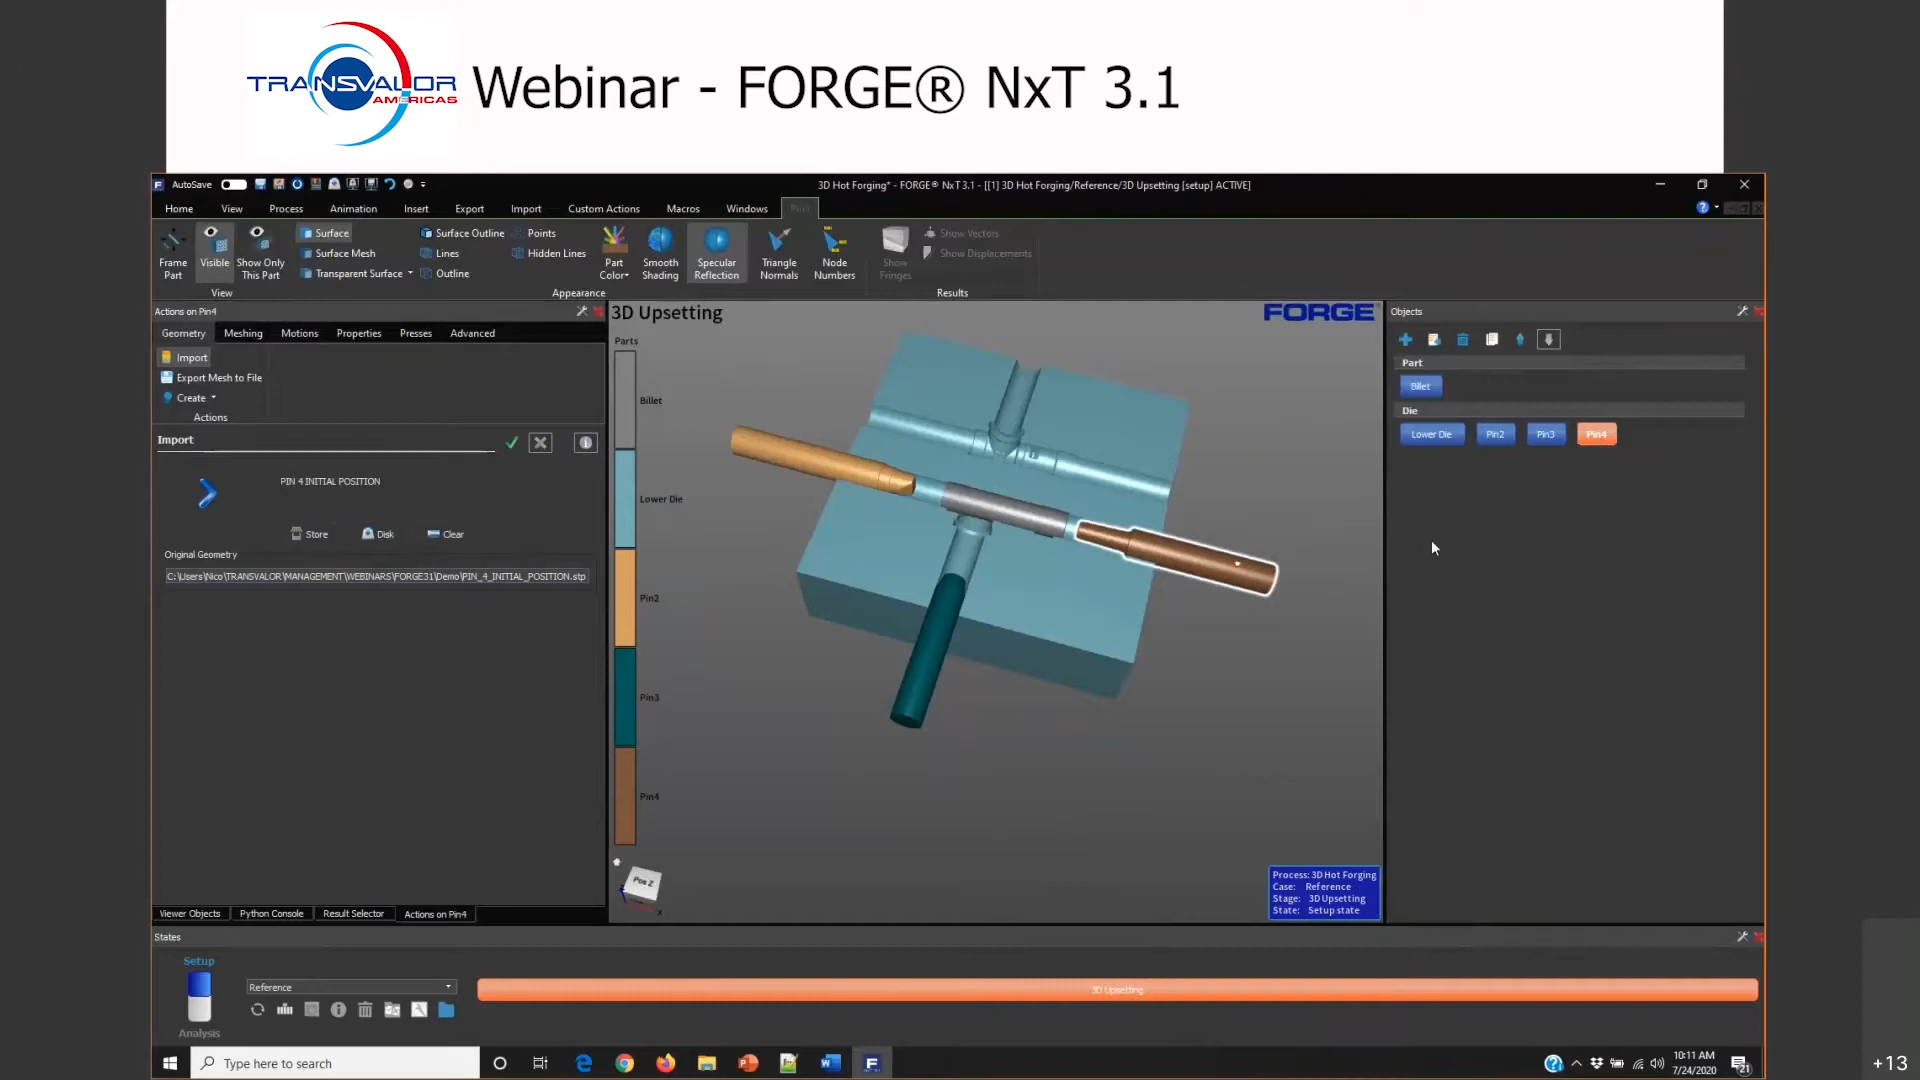 TRANSVALOR
AMERICAS
Webinar - FORGE® NxT 3.1
AutoSave
3D Hot Forging* - FORGE® NxT 3.1 - [[1] 3D Hot Forging/Reference/3D Upsetting [setup] ACTIVE]
Home View Process Animation Insert Export Import Custom Actions Macros Windows Pin4
Frame Part
Visible
Show Only This Part
Surface
Surface Mesh
Transparent Surface
Surface Outline
Lines
Outline
Points
Hidden Lines
Part Color
Smooth Shading
Specular Reflection
Triangle Normals
Node Numbers
Show Fringes
Show Vectors
Show Displacements
View
Appearance
Results
Actions on Pin4
Geometry Meshing Motions Properties Presses Advanced
Import
Export Mesh to File
Create
Actions
Import
PIN 4 INITIAL POSITION
Store Disk Clear
Original Geometry
C:\Users\Nico\TRANSVALOR\MANAGEMENT\WEBINARS\FORGE31\Demo\PIN_4_INITIAL_POSITION.stp
3D Upsetting
FORGE
Parts
Billet
Lower Die
Pin2
Pin3
Pin4
Pos Z
Process: 3D Hot Forging
Case: Reference
Stage: 3D Upsetting
State: Setup state
Objects
Part
Billet
Die
Lower Die Pin2 Pin3 Pin4
Viewer Objects Python Console Result Selector Actions on Pin4
States
Setup
Analysis
Reference
3D Upsetting
Type here to search
10:11 AM
7/24/2020
21
+13